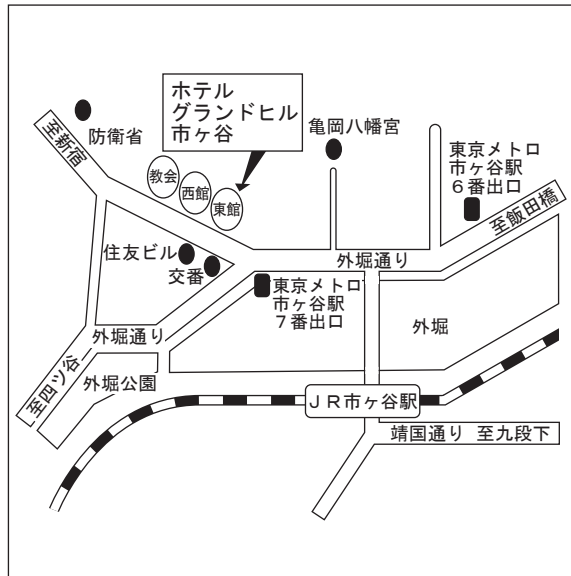 ホテル
グランドヒル
市ヶ谷
亀岡八幡宮
至新宿
防衛省
東京メトロ
市ヶ谷駅
6番出口
教会
西館
東館
至飯田橋
住友ビル
交番
外堀通り
東京メトロ
市ヶ谷駅
7番出口
外堀通り
外堀
至四ツ谷
外堀公園
JR市ヶ谷駅
靖国通り 至九段下